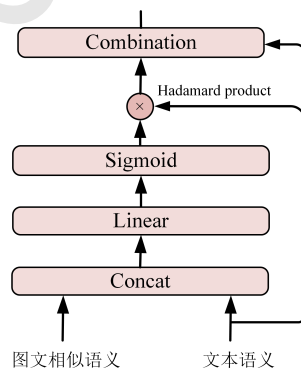 Combination
Hadamard product
×
Sigmoid
Linear
Concat
图文相似语义 文本语义